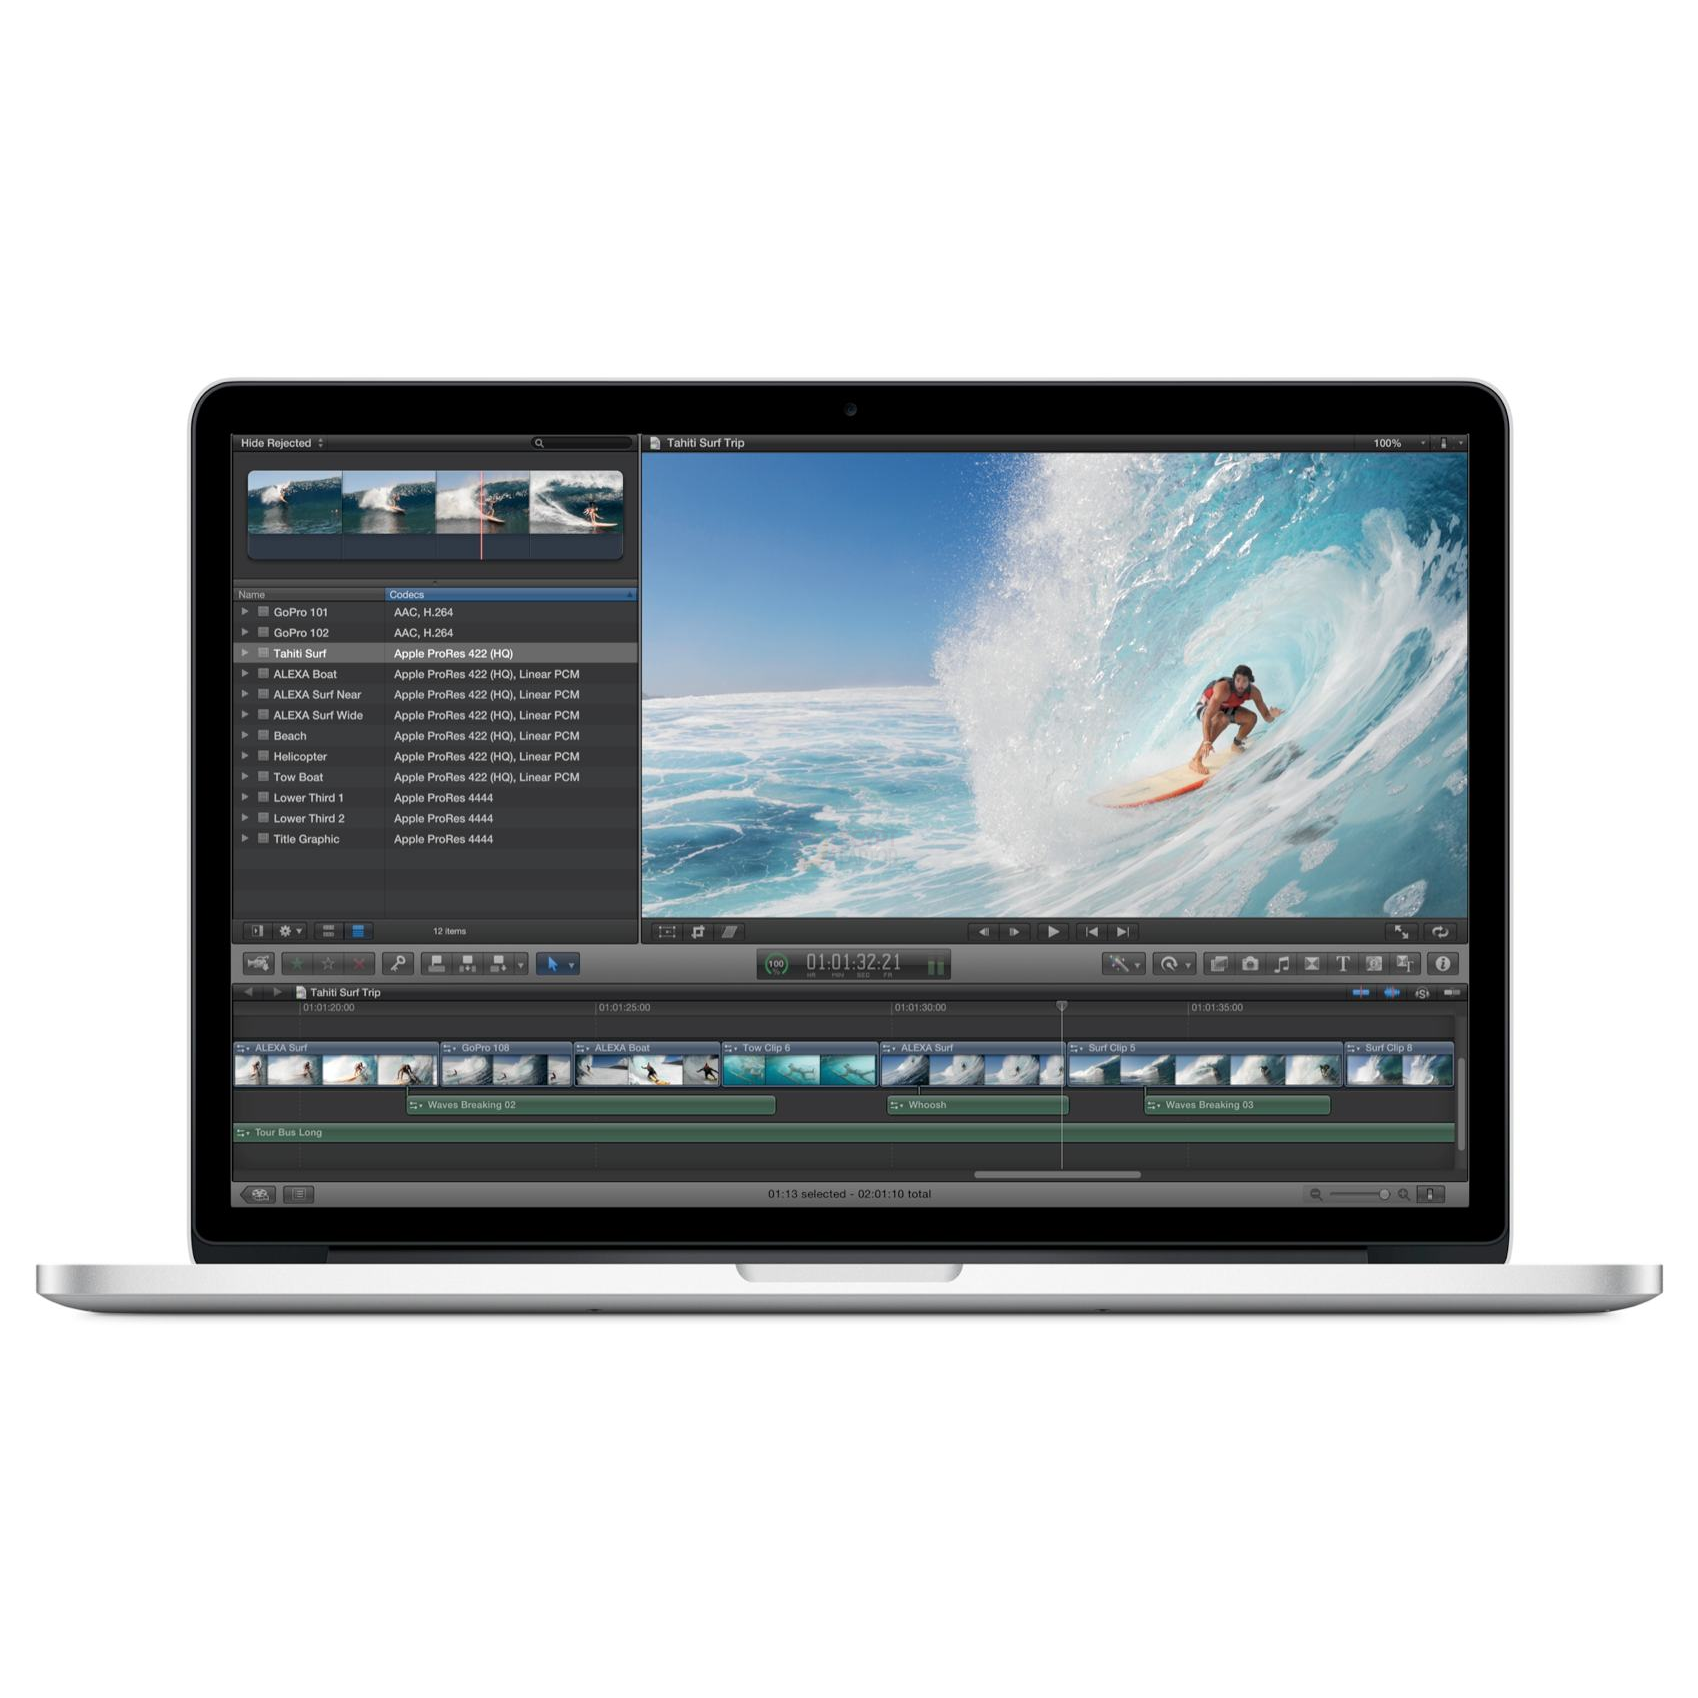 Hide Rejected
Tahiti Surf Trip
100%
Name Codecs
GoPro 101 AAC, H.264
GoPro 102 AAC, H.264
Tahiti Surf Apple ProRes 422 (HQ)
ALEXA Boat Apple ProRes 422 (HQ), Linear PCM
ALEXA Surf Near Apple ProRes 422 (HQ), Linear PCM
ALEXA Surf Wide Apple ProRes 422 (HQ), Linear PCM
Beach Apple ProRes 422 (HQ), Linear PCM
Helicopter Apple ProRes 422 (HQ), Linear PCM
Tow Boat Apple ProRes 422 (HQ), Linear PCM
Lower Third 1 Apple ProRes 4444
Lower Third 2 Apple ProRes 4444
Title Graphic Apple ProRes 4444
12 items
100 % 01:01:32:21
HR MIN SEC FR
Tahiti Surf Trip
01:01:20:00 01:01:25:00 01:01:30:00 01:01:35:00
ALEXA Surf GoPro 108 ALEXA Boat Tow Clip 6 ALEXA Surf Surf Clip 5 Surf Clip 8
Waves Breaking 02 Whoosh Waves Breaking 03
Tour Bus Long
01:13 selected - 02:01:10 total